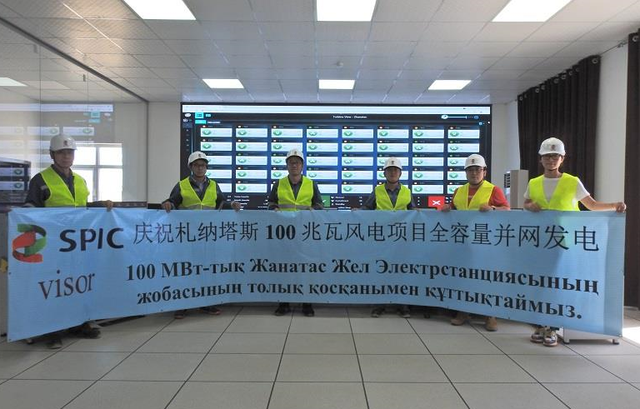 SPIC
庆祝札纳塔斯 100 兆瓦风电项目全容量并网发电
visor
100 МВт-тық Жанатас Жел Электрстанциясының
жобасының толық қосқанымен құттықтаймыз.